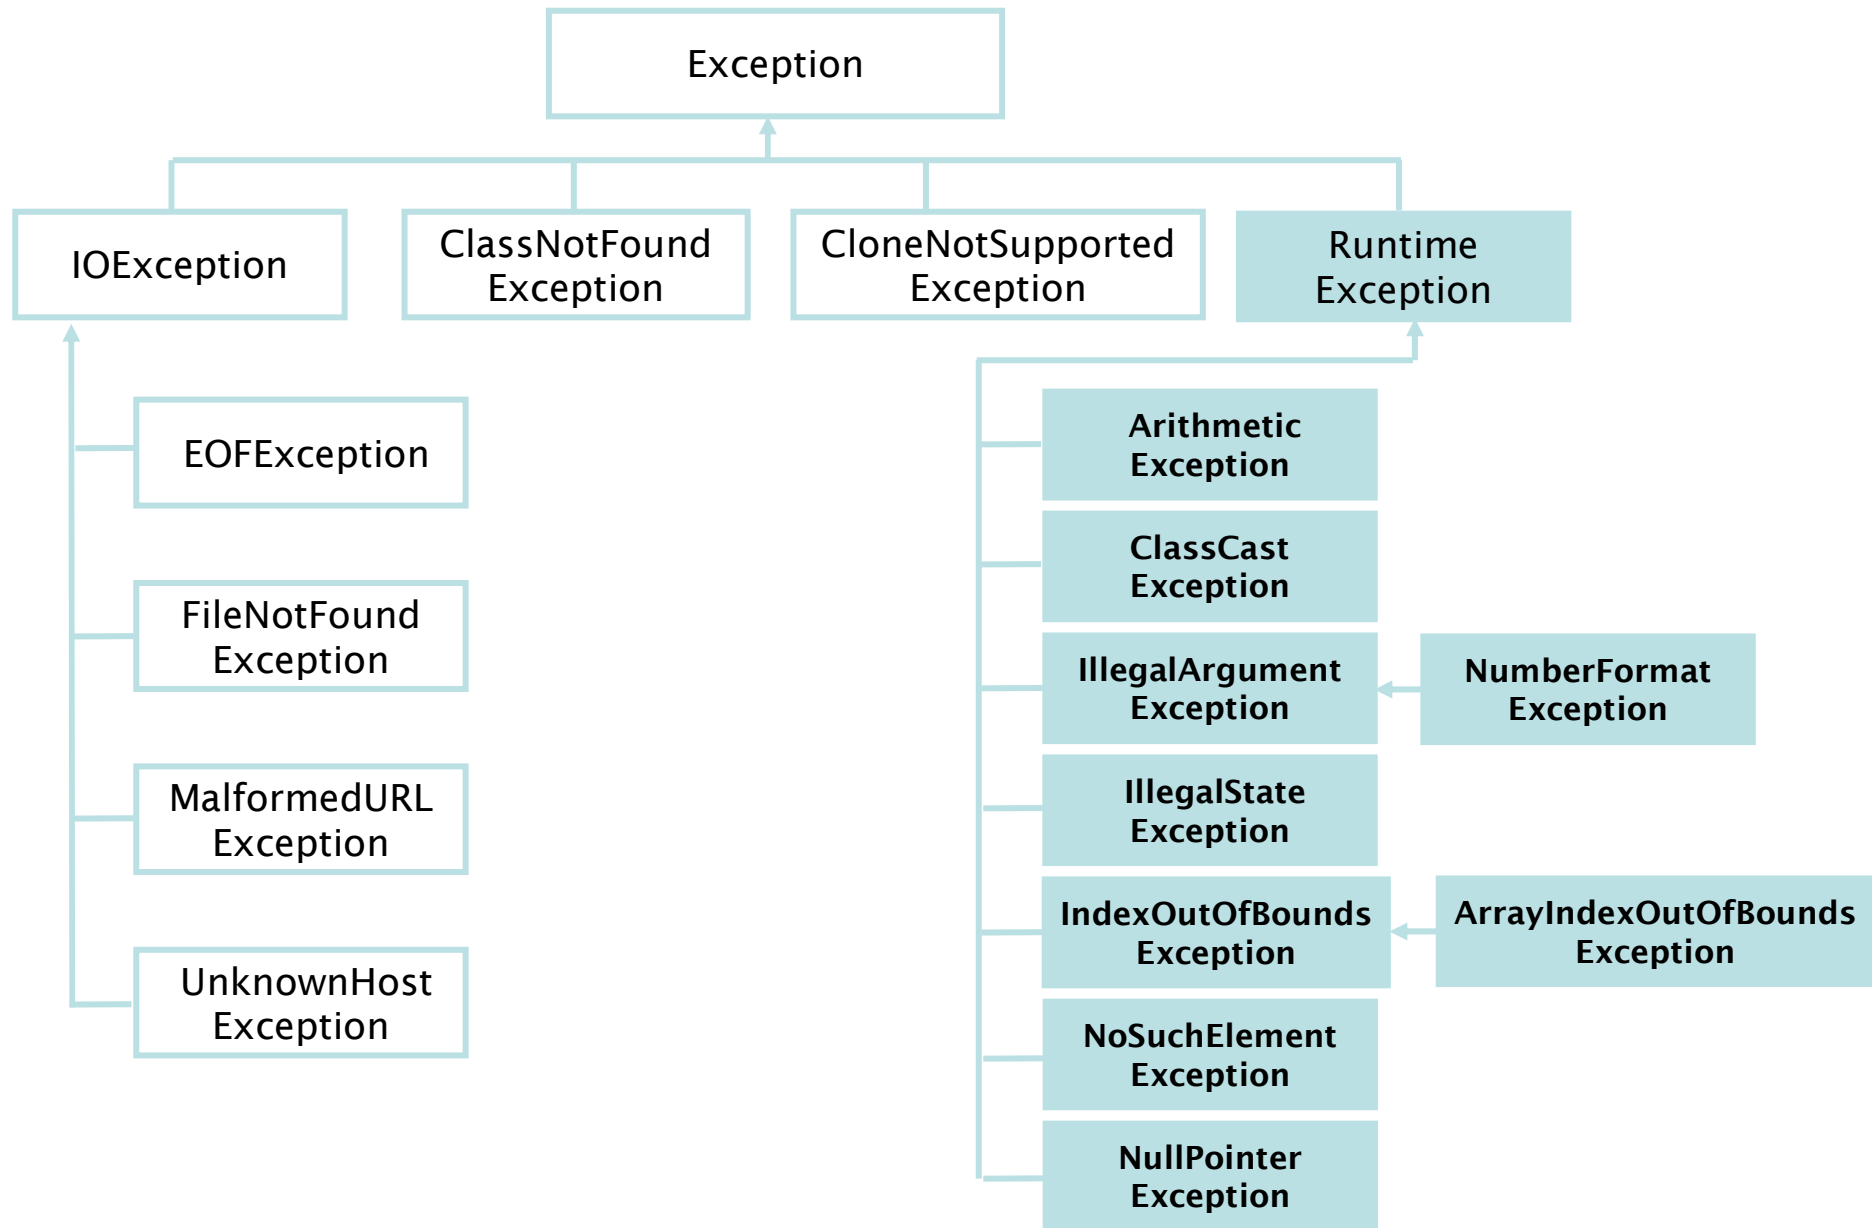 Exception
IOException
ClassNotFound
Exception
CloneNotSupported
Exception
Runtime
Exception
EOFException
FileNotFound
Exception
MalformedURL
Exception
UnknownHost
Exception
Arithmetic
Exception
ClassCast
Exception
IllegalArgument
Exception
NumberFormat
Exception
IllegalState
Exception
IndexOutOfBounds
Exception
ArrayIndexOutOfBounds
Exception
NoSuchElement
Exception
NullPointer
Exception